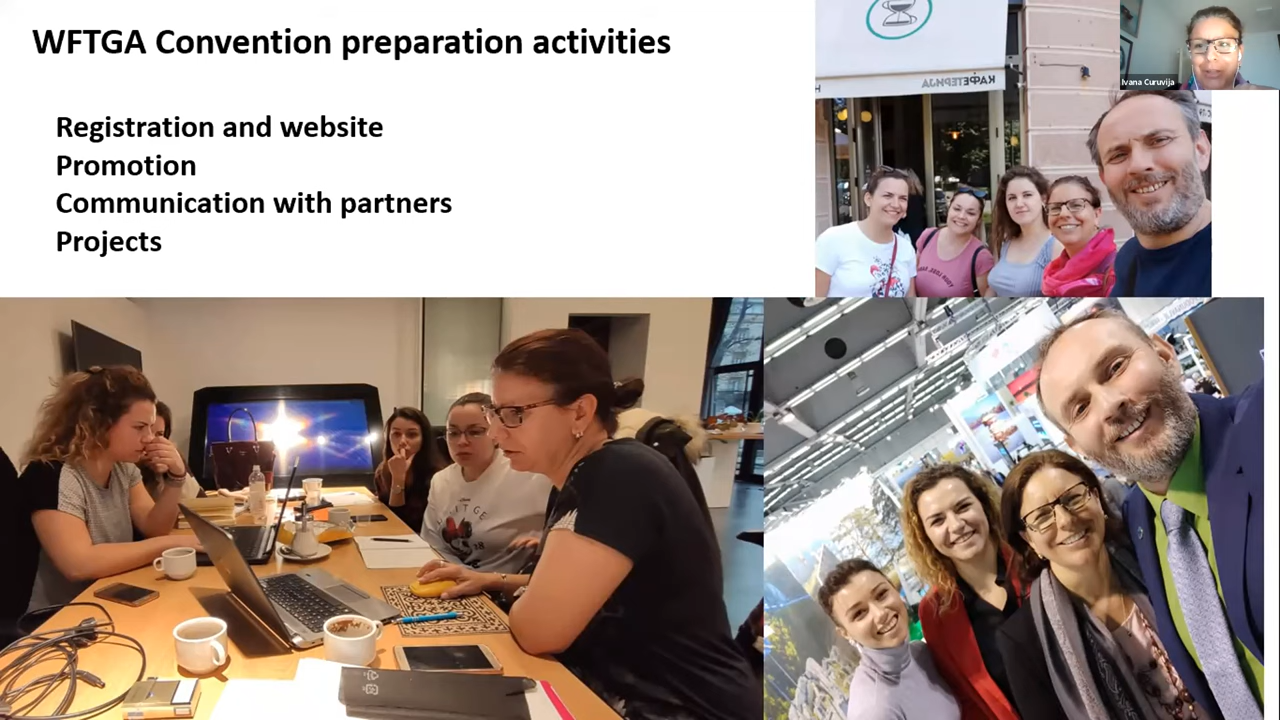 WFTGA Convention preparation activities
Registration and website
Promotion
Communication with partners
Projects
КАФЕТЕРИЈА
Ivana Curuvija